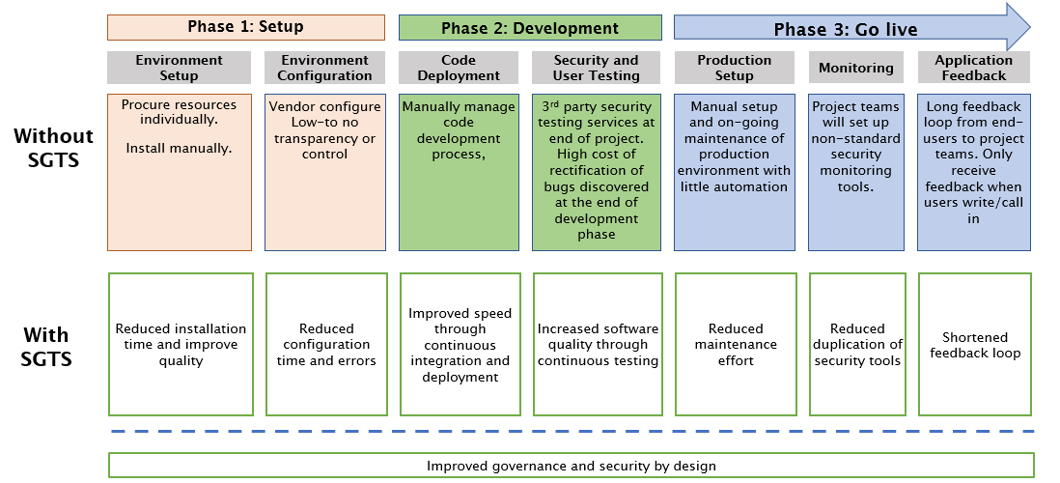 Phase 1: Setup
Phase 2: Development
Phase 3: Go live
Environment
Setup
Environment
Configuration
Code
Deployment
Security and
User Testing
Production
Setup
Monitoring
Application
Feedback
Without
SGTS
Procure resources
individually.
Install manually.
Vendor configure
Low-to no
transparency or
control
Manually manage
code
development
process,
3rd party security
testing services at
end of project.
High cost of
rectification of
bugs discovered
at the end of
development
phase
Manual setup
and on-going
maintenance of
production
environment with
little automation
Project teams
will set up
non-standard
security
monitoring
tools.
Long feedback
loop from end-
users to project
teams. Only
receive
feedback when
users write/call
in
With
SGTS
Reduced installation
time and improve
quality
Reduced
configuration
time and errors
Improved speed
through
continuous
integration and
deployment
Increased software
quality through
continuous testing
Reduced
maintenance
effort
Reduced
duplication of
security tools
Shortened
feedback loop
Improved governance and security by design